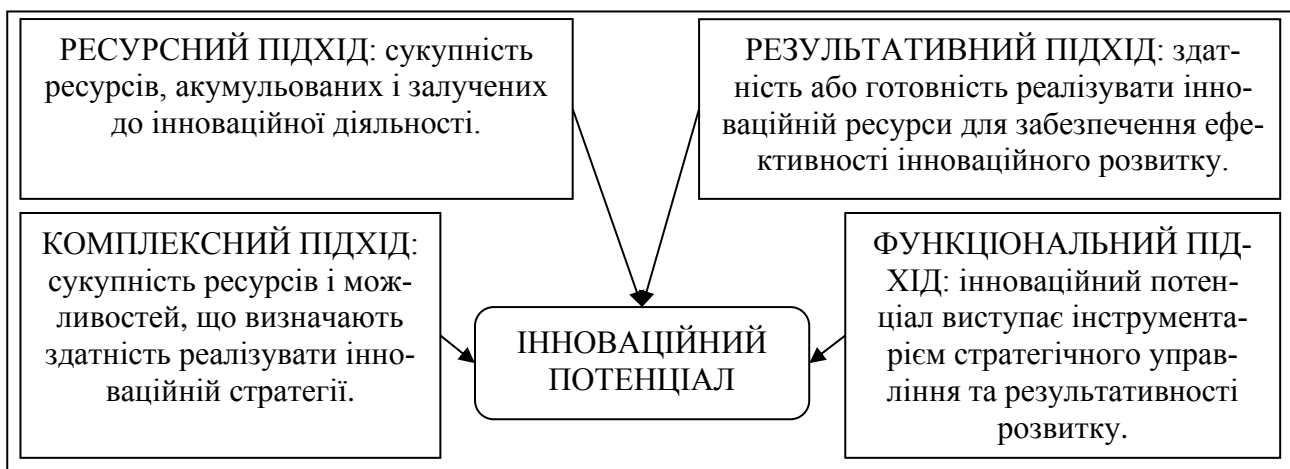 РЕСУРСНИЙ ПІДХІД: сукупність
ресурсів, акумульованих і залучених
до інноваційної діяльності.
РЕЗУЛЬТАТИВНИЙ ПІДХІД: здат-
ність або готовність реалізувати інно-
ваційній ресурси для забезпечення ефе-
ективності інноваційного розвитку.
КОМПЛЕКСНИЙ ПІДХІД:
сукупність ресурсів і мож-
ливостей, що визначають
здатність реалізувати інно-
ваційній стратегії.
ІННОВАЦІЙНИЙ
ПОТЕНЦІАЛ
ФУНКЦІОНАЛЬНИЙ ПІД-
ХІД: інноваційний потен-
ціал виступає інструмента-
рієм стратегічного управ-
ління та результативності
розвитку.